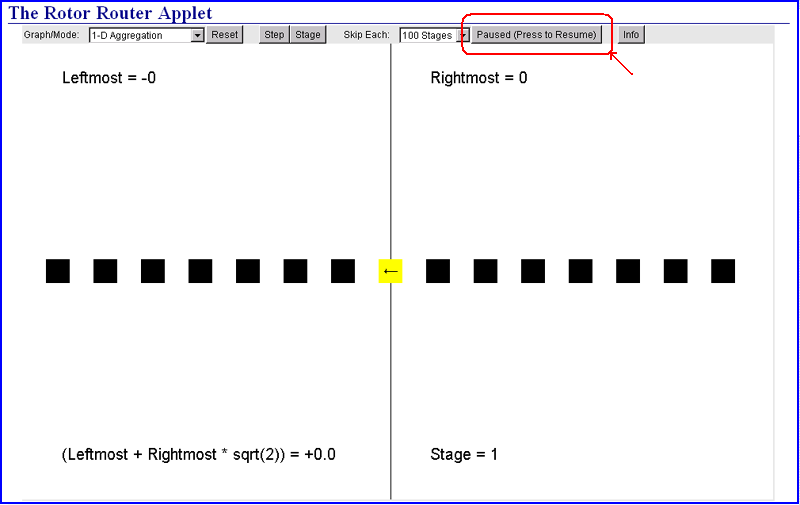 The Rotor Router Applet
Graph/Mode: 1-D Aggregation Reset Step Stage Skip Each: 100 Stages Paused (Press to Resume) Info
Leftmost = -0 Rightmost = 0
←
(Leftmost + Rightmost * sqrt(2)) = +0.0 Stage = 1